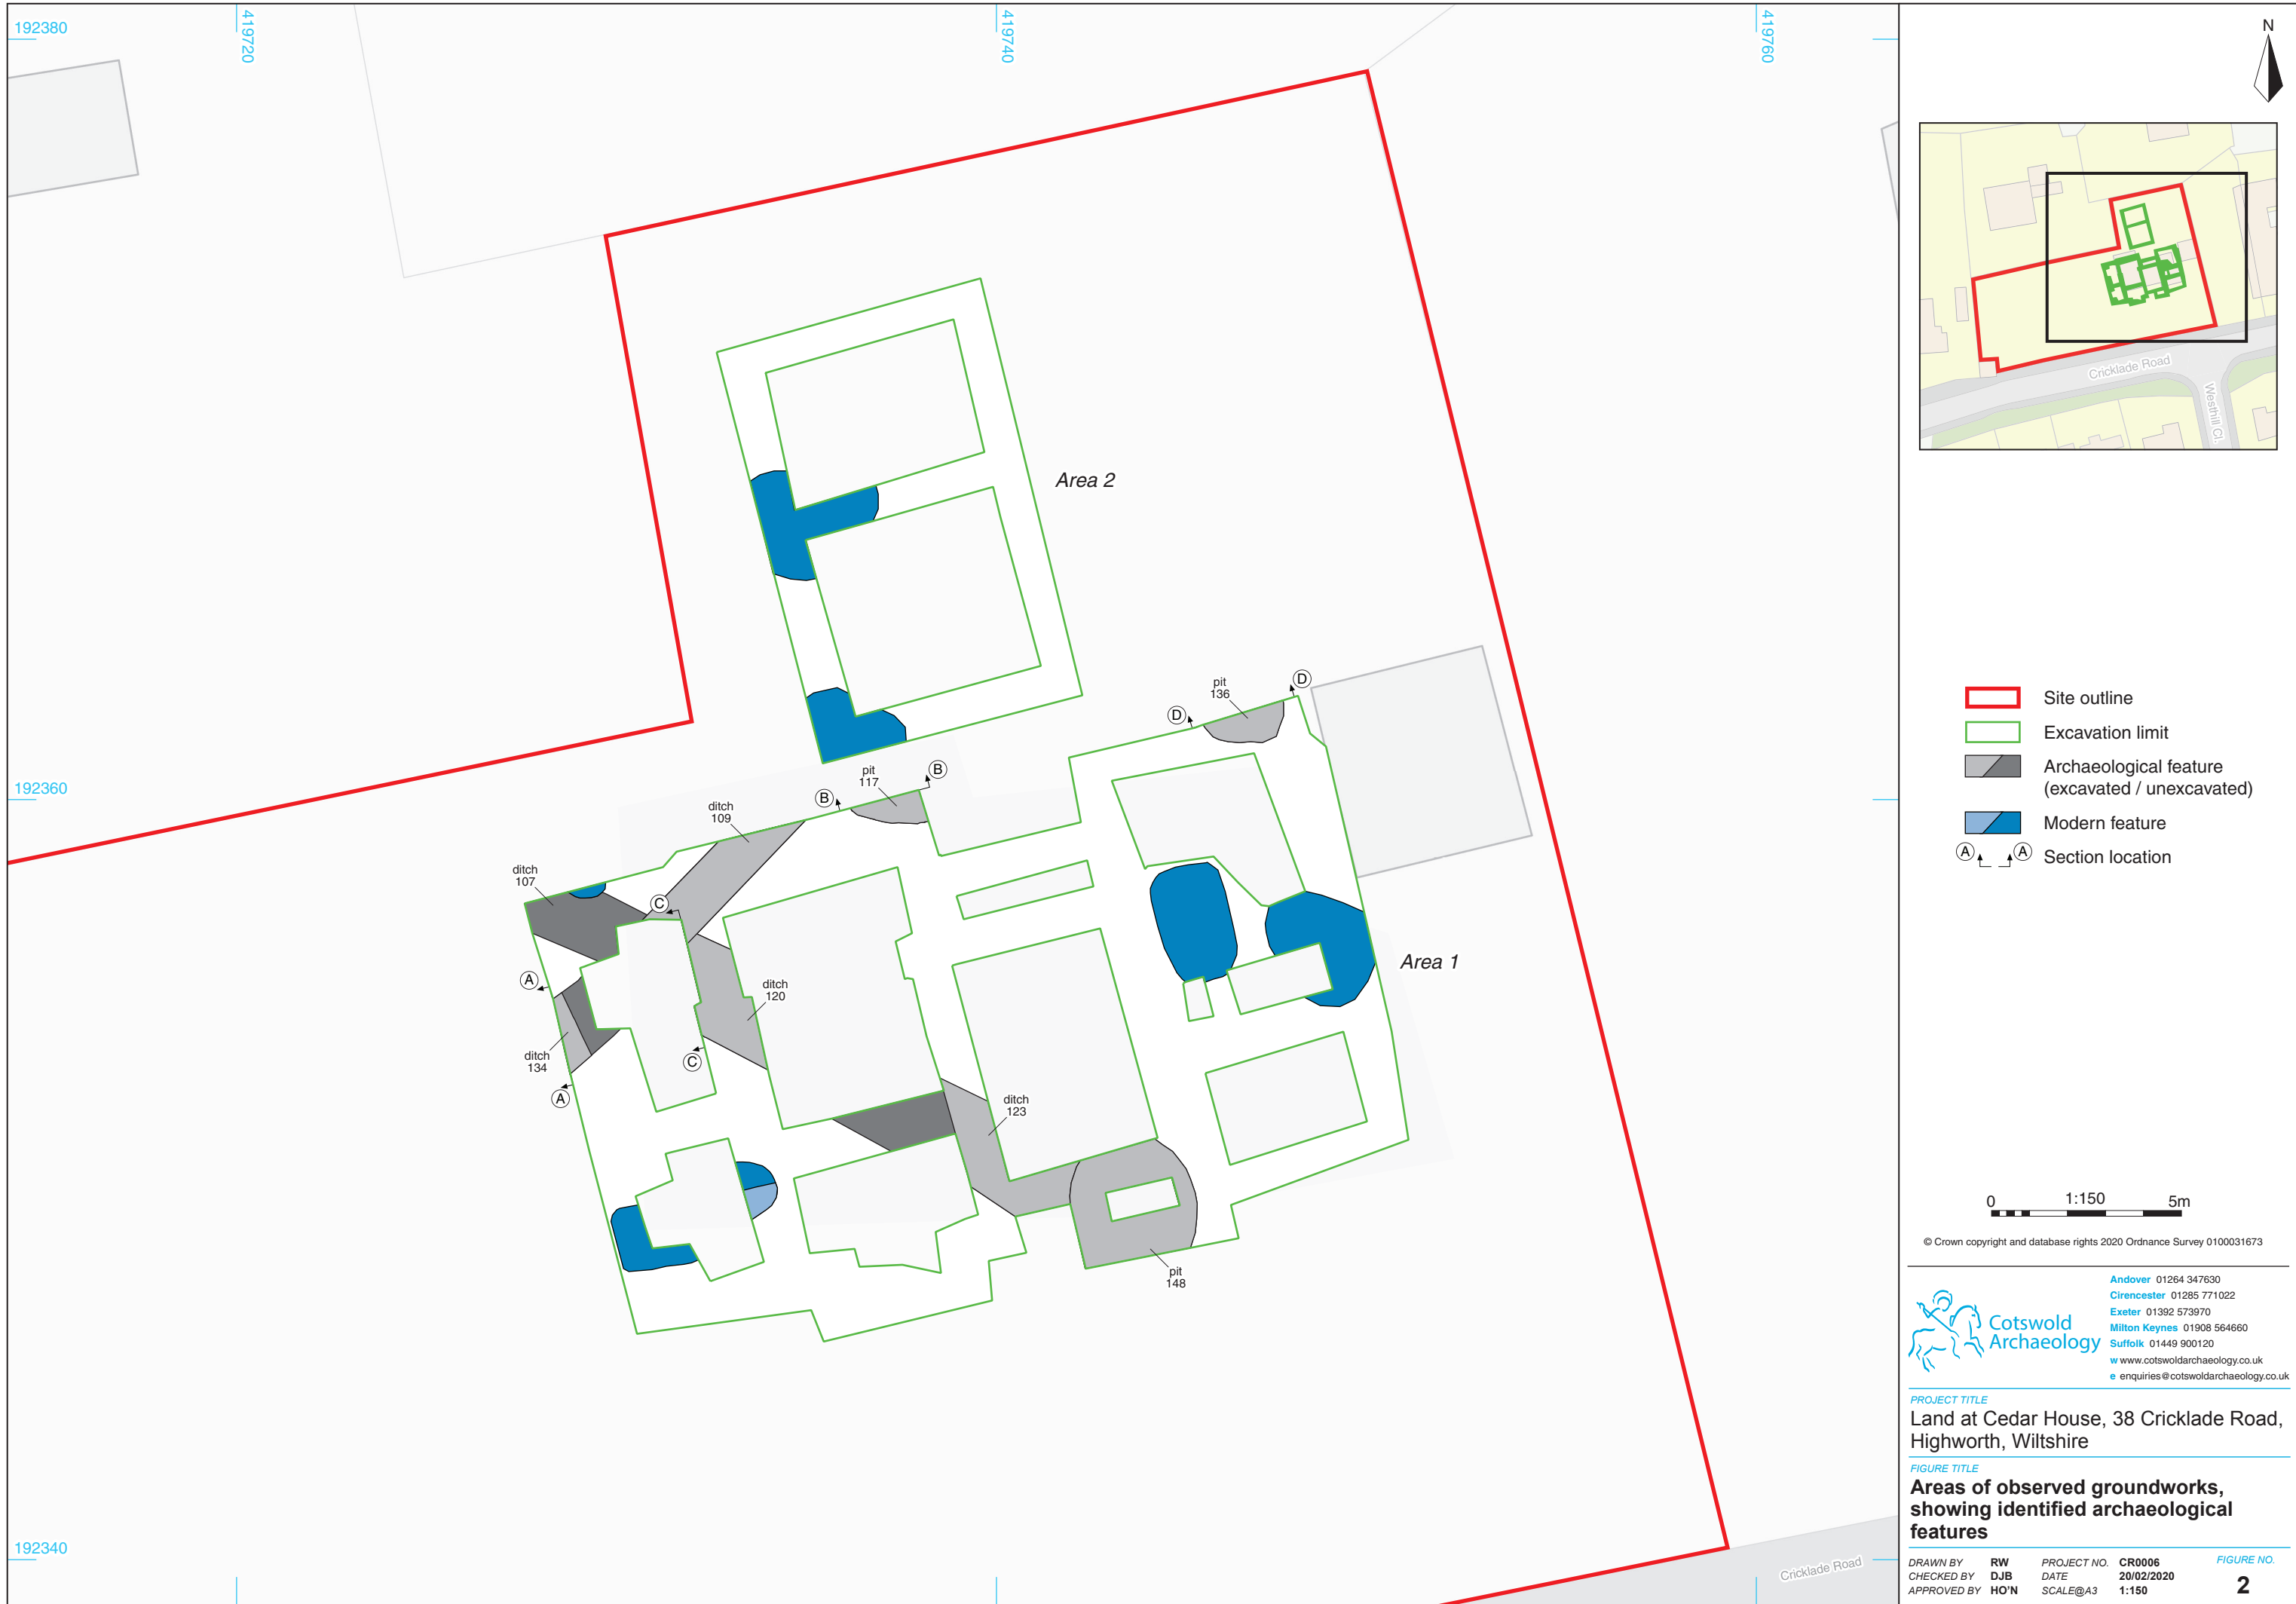 192380
419720
419740
419760
N
Cricklade Road
Westhill Cl.
Area 2
pit
136
D
D
Site outline
Excavation limit
Archaeological feature
(excavated / unexcavated)
Modern feature
A
A
Section location
192360
pit
117
B
B
ditch
109
ditch
107
C
A
Area 1
ditch
120
ditch
134
C
A
ditch
123
pit
148
0
1:150
5m
© Crown copyright and database rights 2020 Ordnance Survey 0100031673
Cotswold
Archaeology
Andover 01264 347630
Cirencester 01285 771022
Exeter 01392 573970
Milton Keynes 01908 564660
Suffolk 01449 900120
w www.cotswoldarchaeology.co.uk
e enquiries@cotswoldarchaeology.co.uk
PROJECT TITLE
Land at Cedar House, 38 Cricklade Road,
Highworth, Wiltshire
FIGURE TITLE
Areas of observed groundworks,
showing identified archaeological
features
192340
Cricklade Road
DRAWN BY RW PROJECT NO. CR0006 FIGURE NO.
CHECKED BY DJB DATE 20/02/2020
APPROVED BY HO'N SCALE@A3 1:150
2